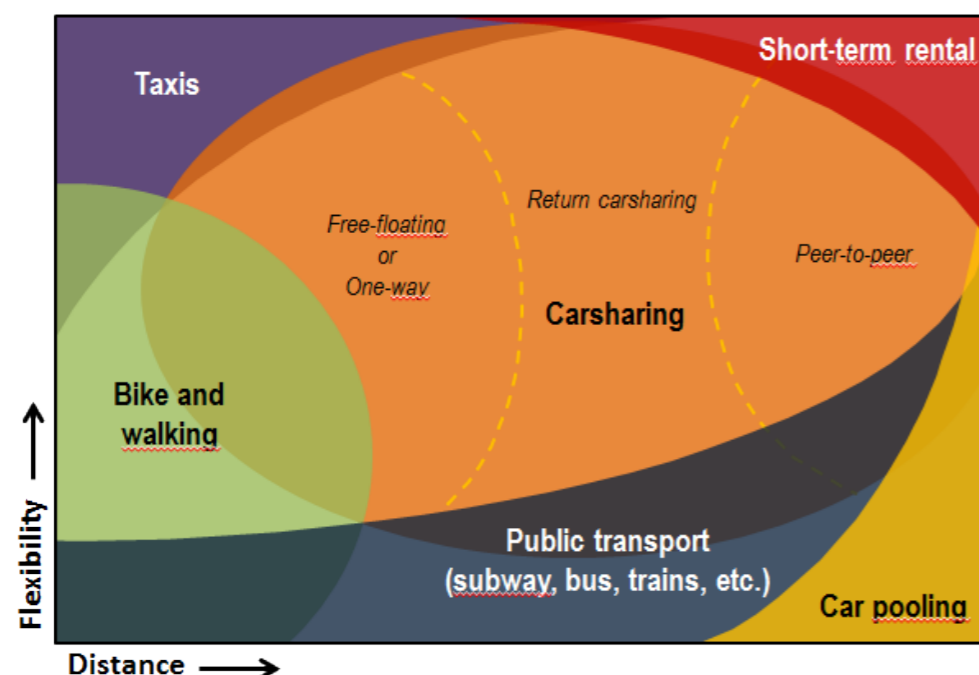 Short-term rental
Taxis
Return carsharing
Free-floating
or
One-way
Peer-to-peer
Carsharing
Bike and
walking
Public transport
(subway, bus, trains, etc.)
Car pooling
Flexibility
Distance